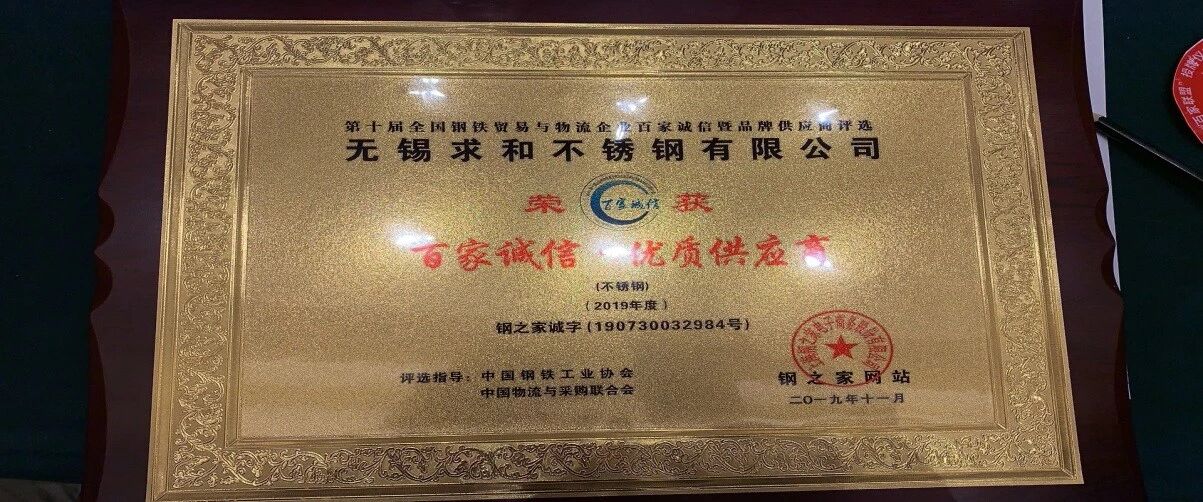 第十届全国钢铁贸易与物流企业百家诚信暨品牌供应商评选
无锡求和不锈钢有限公司
荣 百家诚信 获
百家诚信·优质供应商
(不锈钢)
(2019年度)
钢之家诚字(190730032984号)
评选指导：中国钢铁工业协会
中国物流与采购联合会
钢之家网站
二〇一九年十一月